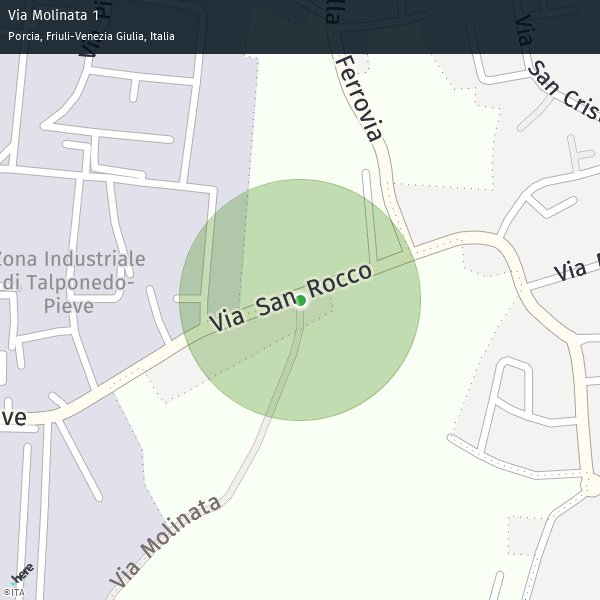 Via Molinata 1
Porcia, Friuli-Venezia Giulia, Italia
Ferrovia
Via San Cris
Zona Industriale
di Talponedo-
Pieve
Via San Rocco
Via
ve
Via Molinata
here
©ITA